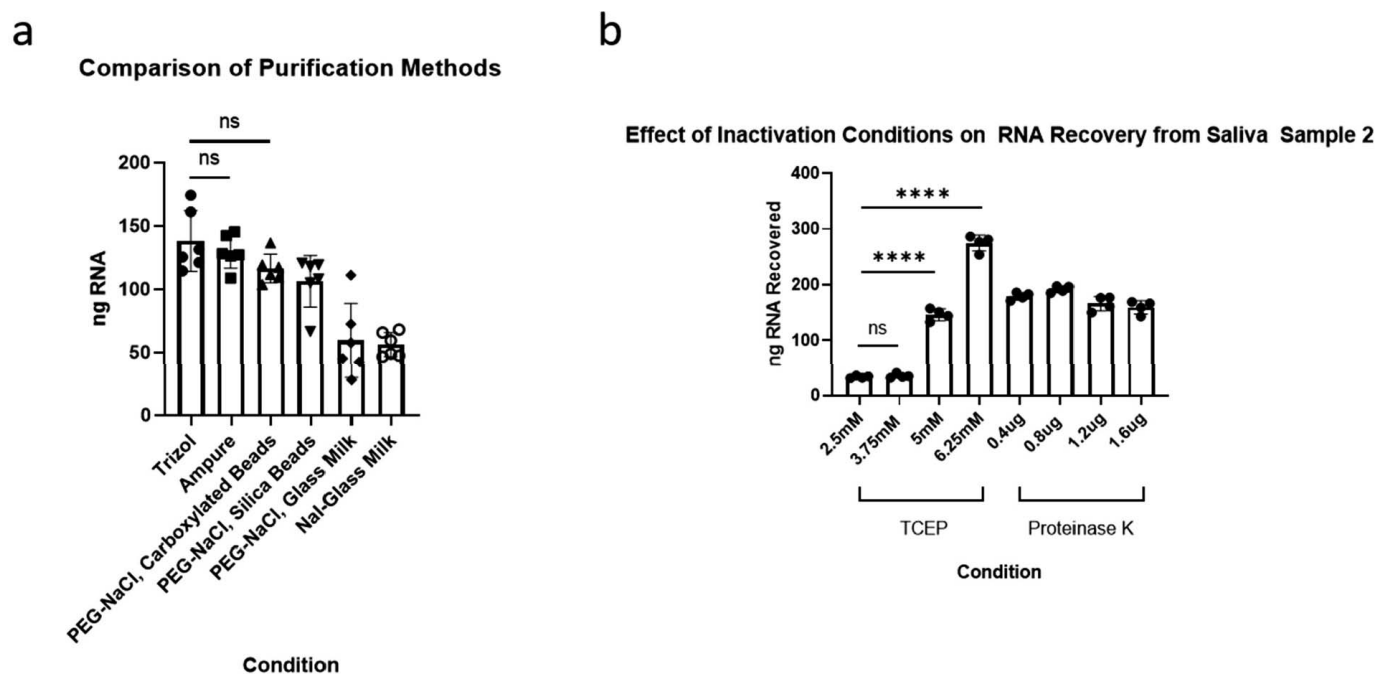 a
Comparison of Purification Methods
ns
ns
200
150
100
50
0
ng RNA
Trizol
Ampure
PEG-NaCl, Carboxylated Beads
PEG-NaCl, Silica Beads
PEG-NaCl, Glass Milk
NaI-Glass Milk
Condition
b
Effect of Inactivation Conditions on RNA Recovery from Saliva Sample 2
400
300
200
100
0
ng RNA Recovered
****
****
ns
2.5mM
3.75mM
5mM
6.25mM
0.4ug
0.8ug
1.2ug
1.6ug
TCEP
Proteinase K
Condition